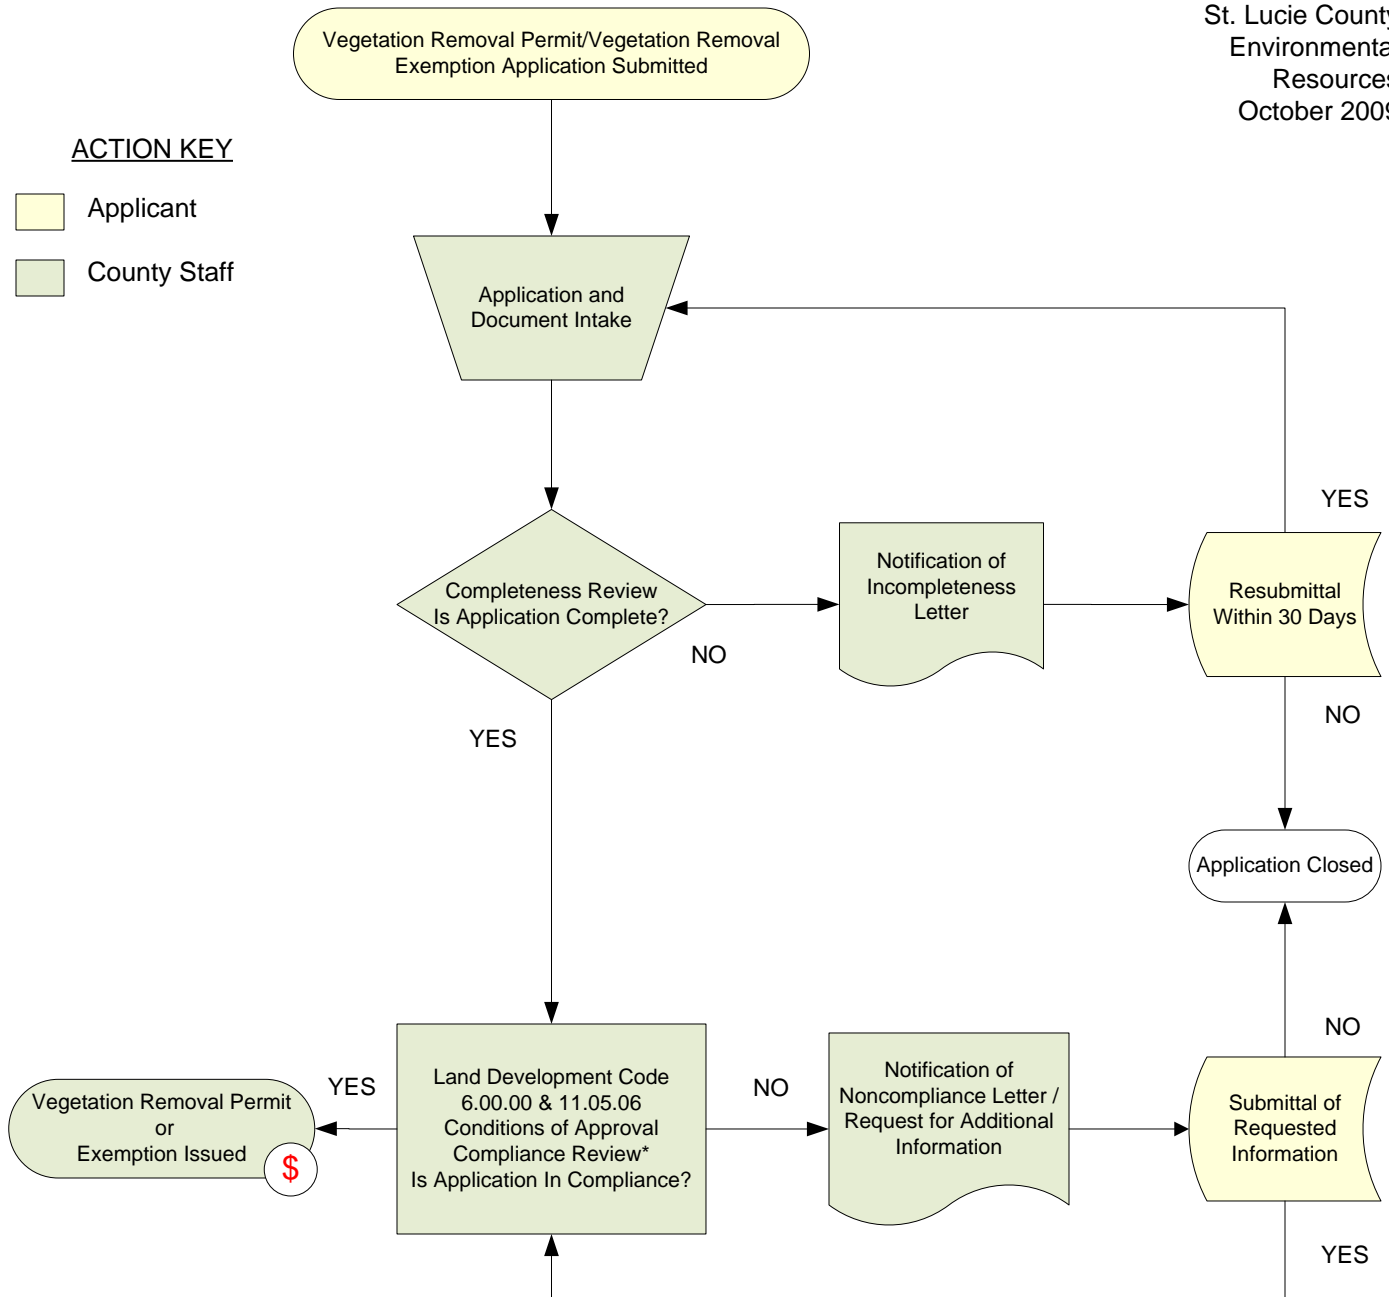 St. Lucie County
Environmental
Resources
October 2009
Vegetation Removal Permit/Vegetation Removal
Exemption Application Submitted
ACTION KEY
Applicant
County Staff
Application and
Document Intake
YES
Completeness Review
Is Application Complete?
NO
Notification of
Incompleteness
Letter
Resubmittal
Within 30 Days
NO
YES
Application Closed
NO
Vegetation Removal Permit
or
Exemption Issued
$
YES
Land Development Code
6.00.00 & 11.05.06
Conditions of Approval
Compliance Review*
Is Application In Compliance?
NO
Notification of
Noncompliance Letter /
Request for Additional
Information
Submittal of
Requested
Information
YES